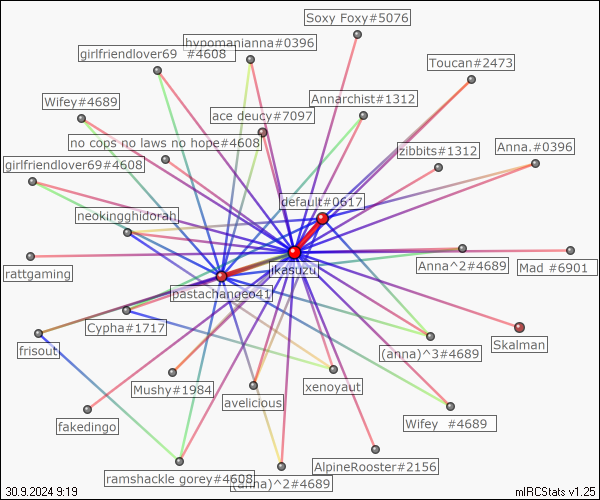 Soxy Foxy#5076
hypomanianna#0396
girlfriendlover69  #4608
Toucan#2473
Wifey#4689
Annarchist#1312
ace deucy#7097
no cops no laws no hope#4608
zibbits#1312
Anna.#0396
girlfriendlover69#4608
default#0617
neokingghidorah
Anna^2#4689
Mad #6901
rattgaming
jkasuzu
pastachangeo41
Cypha#1717
Skalman
frisout
(anna)^3#4689
Mushy#1984
xenoyaut
avelicious
fakedingo
Wifey  #4689
AlpineRooster#2156
ramshackle gorey#4608
(anna)^2#4689
30.9.2024 9:19
mIRCStats v1.25